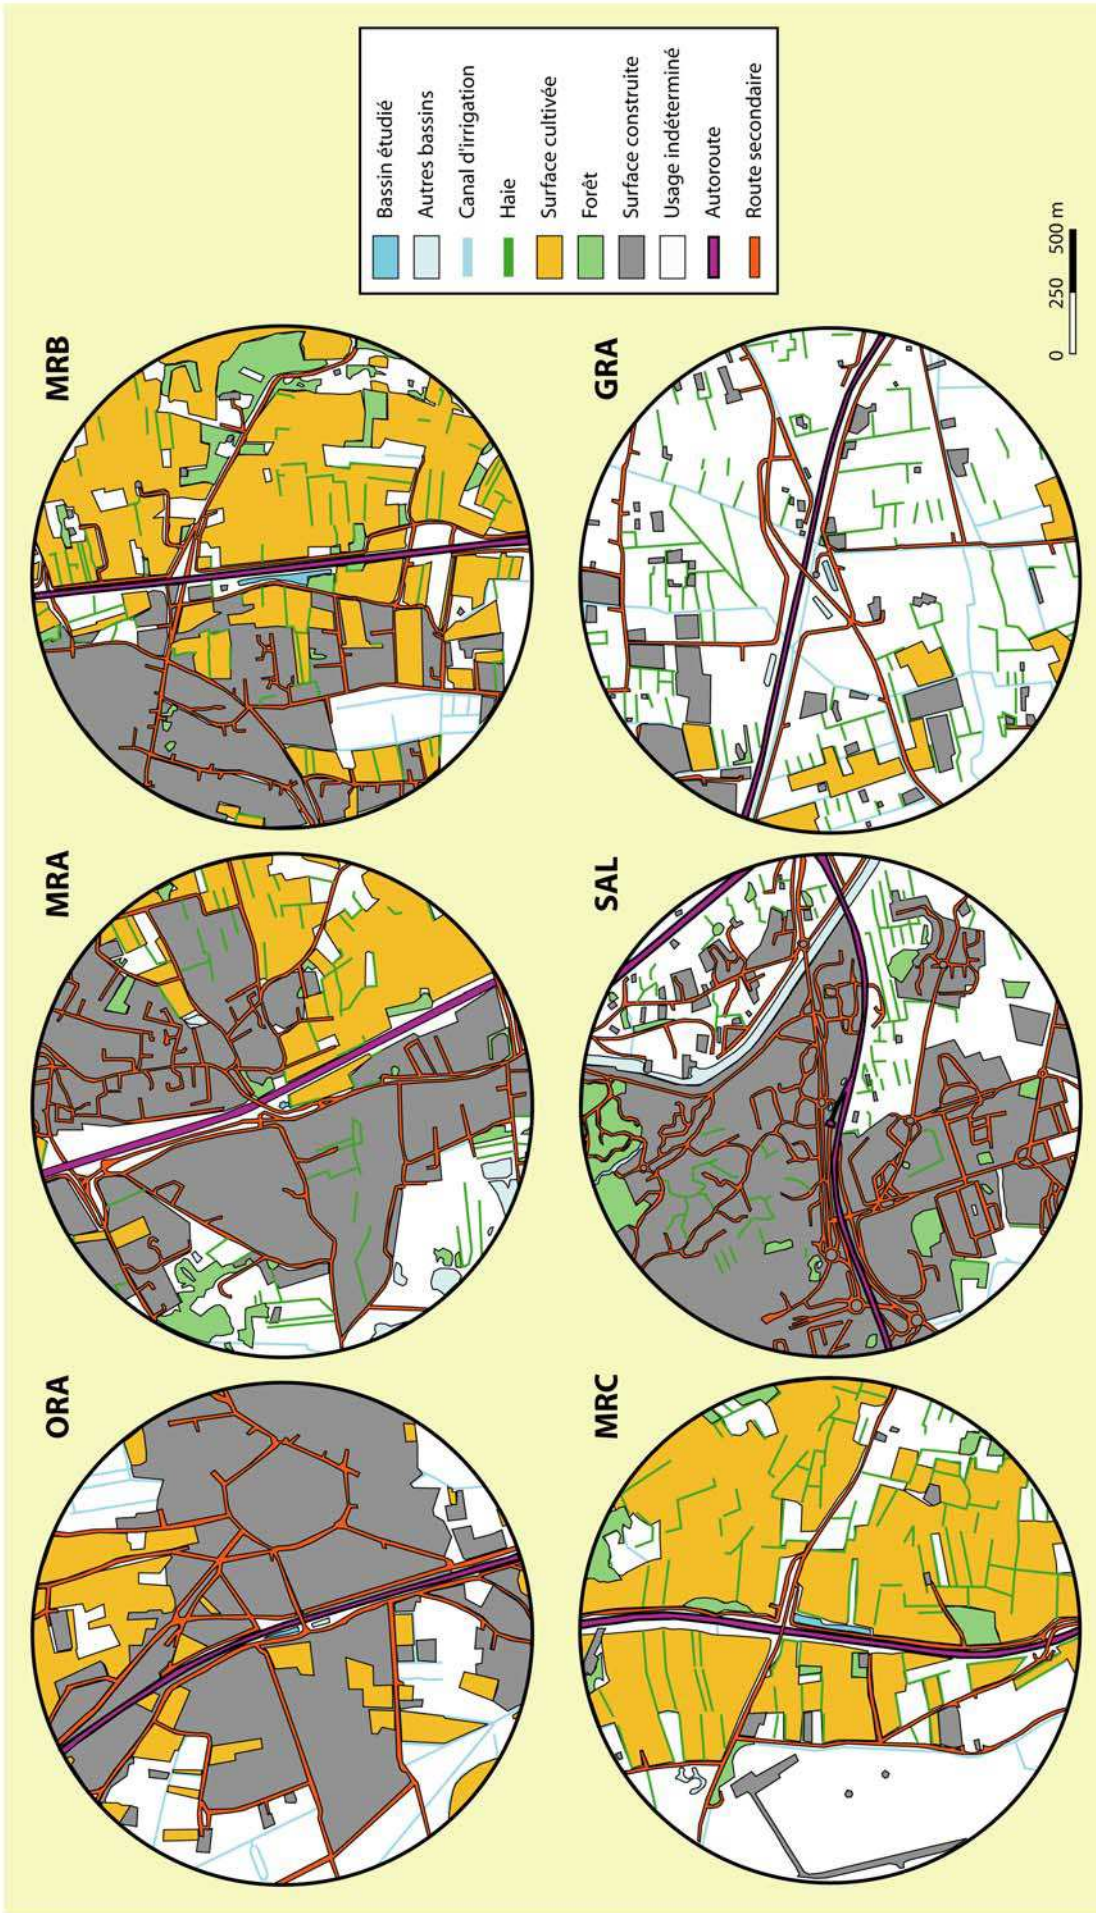 ORA
MRA
MRB
MRC
SAL
GRA
Bassin étudié
Autres bassins
Canal d'irrigation
Haie
Surface cultivée
Forêt
Surface construite
Usage indéterminé
Autoroute
Route secondaire
0 250 500 m